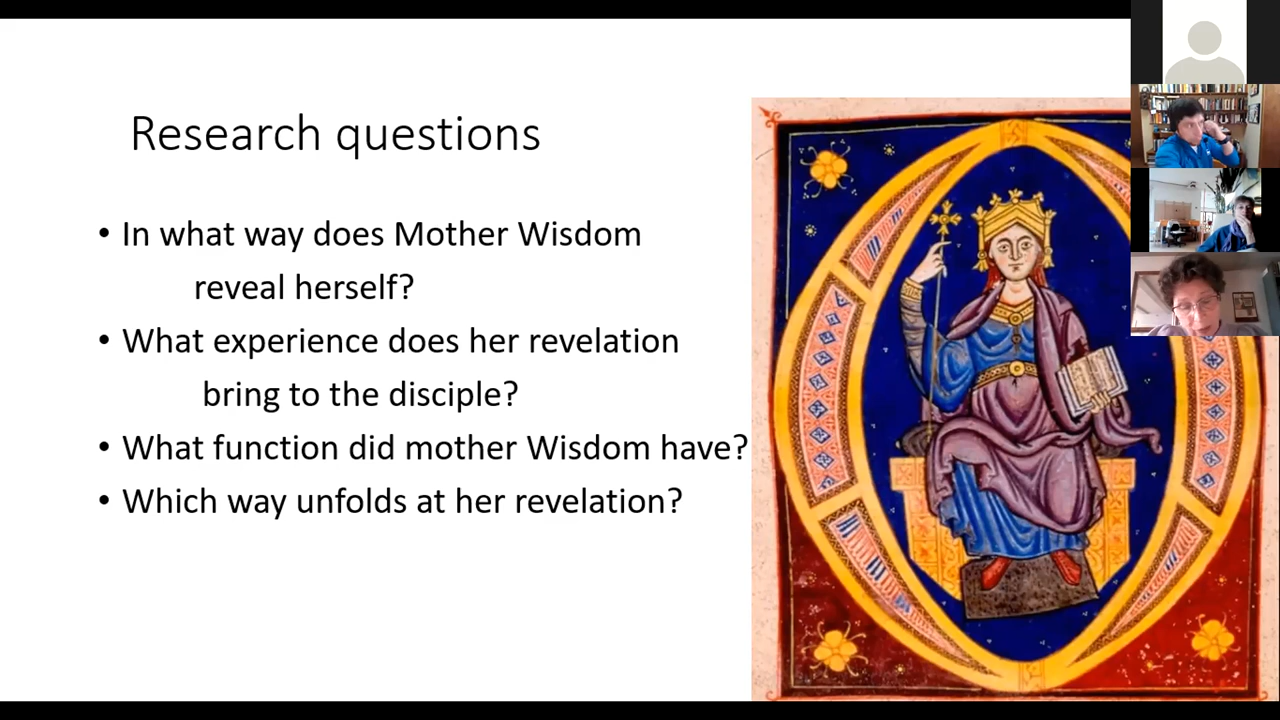 Research questions
• In what way does Mother Wisdom
reveal herself?
• What experience does her revelation
bring to the disciple?
• What function did mother Wisdom have?
• Which way unfolds at her revelation?